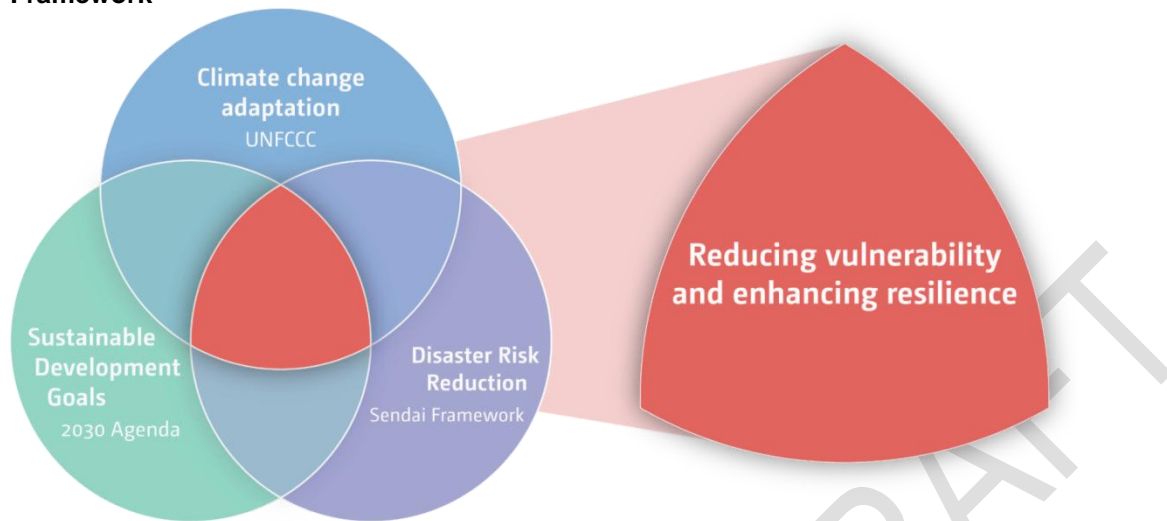 Framework
Climate change
adaptation
UNFCCC
Sustainable
Development
Goals
2030 Agenda
Disaster Risk
Reduction
Sendai Framework
Reducing vulnerability
and enhancing resilience